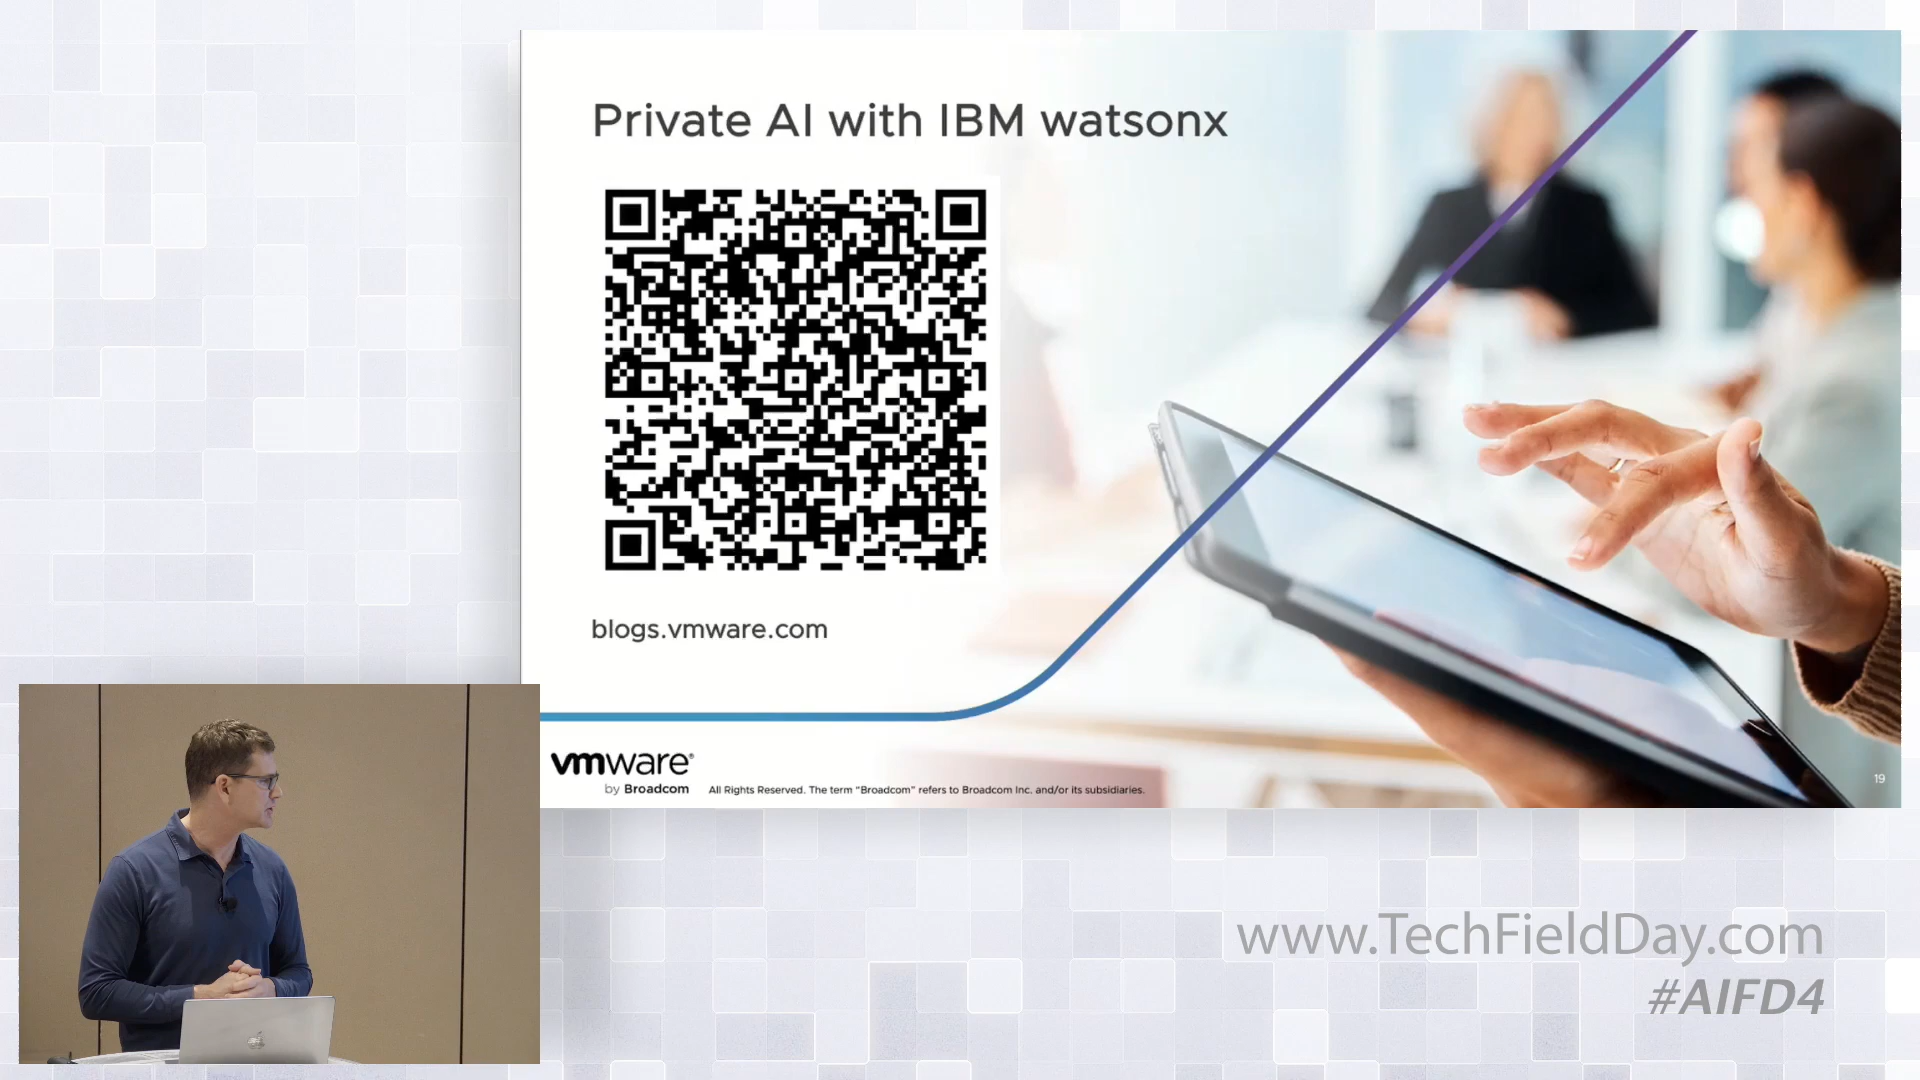 Private AI with IBM watsonx
blogs.vmware.com
vmware®
by Broadcom
All Rights Reserved. The term “Broadcom” refers to Broadcom Inc. and/or its subsidiaries.
19
www.TechFieldDay.com
#AIFD4